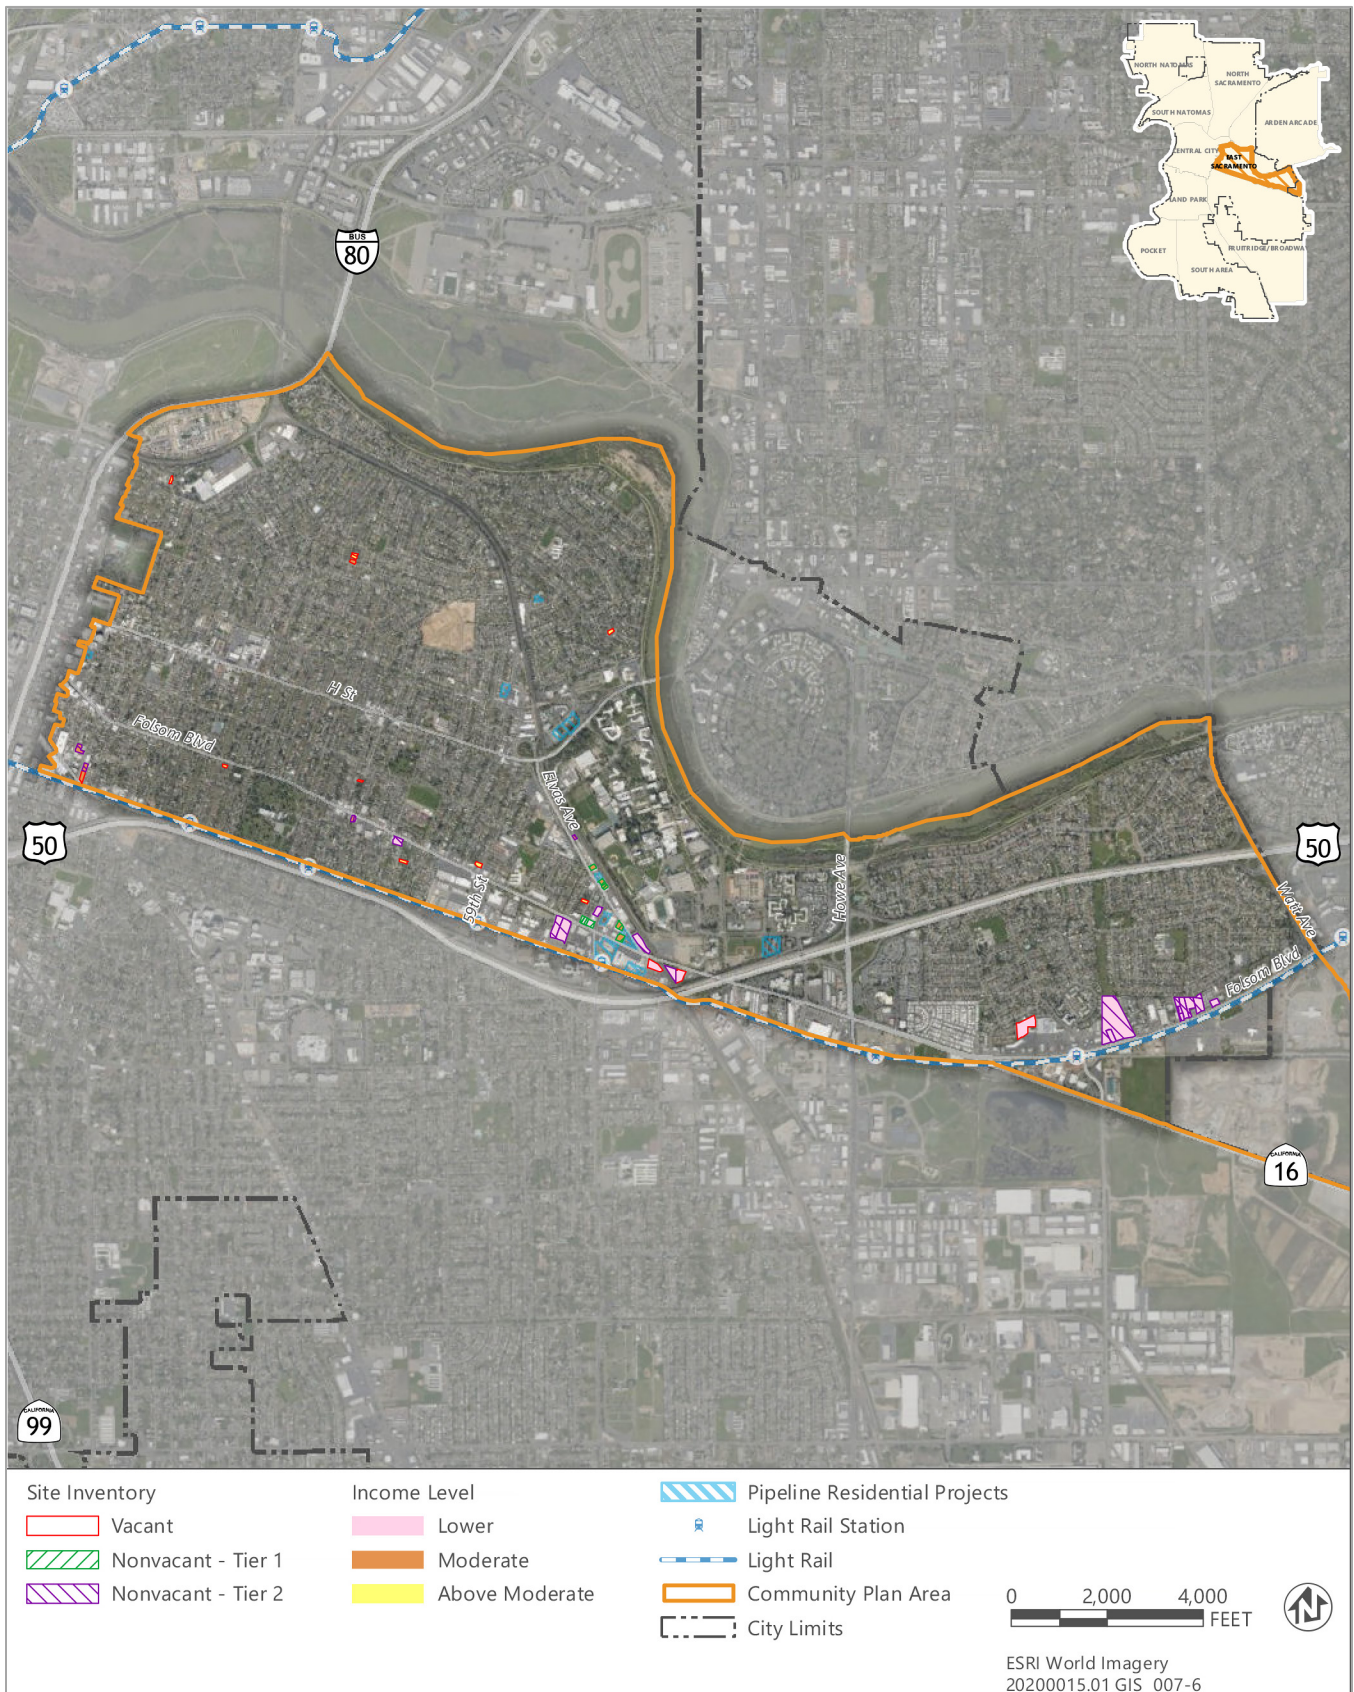 NORTH NATOMAS
NORTH
SACRAMENTO
SOUTH NATOMAS
ARDEN ARCADE
CENTRAL CITY
EAST
SACRAMENTO
LAND PARK
POCKET
FRUITRIDGE/BROADWA
SOUTH AREA
BUS
80
H St
Folsom Blvd
Elvas Ave
50
59th St
Howe Ave
50
Watt Ave
Folsom Blvd
CALIFORNIA
16
CALIFORNIA
99
Site Inventory
Vacant
Nonvacant - Tier 1
Nonvacant - Tier 2
Income Level
Lower
Moderate
Above Moderate
Pipeline Residential Projects
Light Rail Station
Light Rail
Community Plan Area
City Limits
0 2,000 4,000
FEET
N
ESRI World Imagery
20200015.01 GIS 007-6